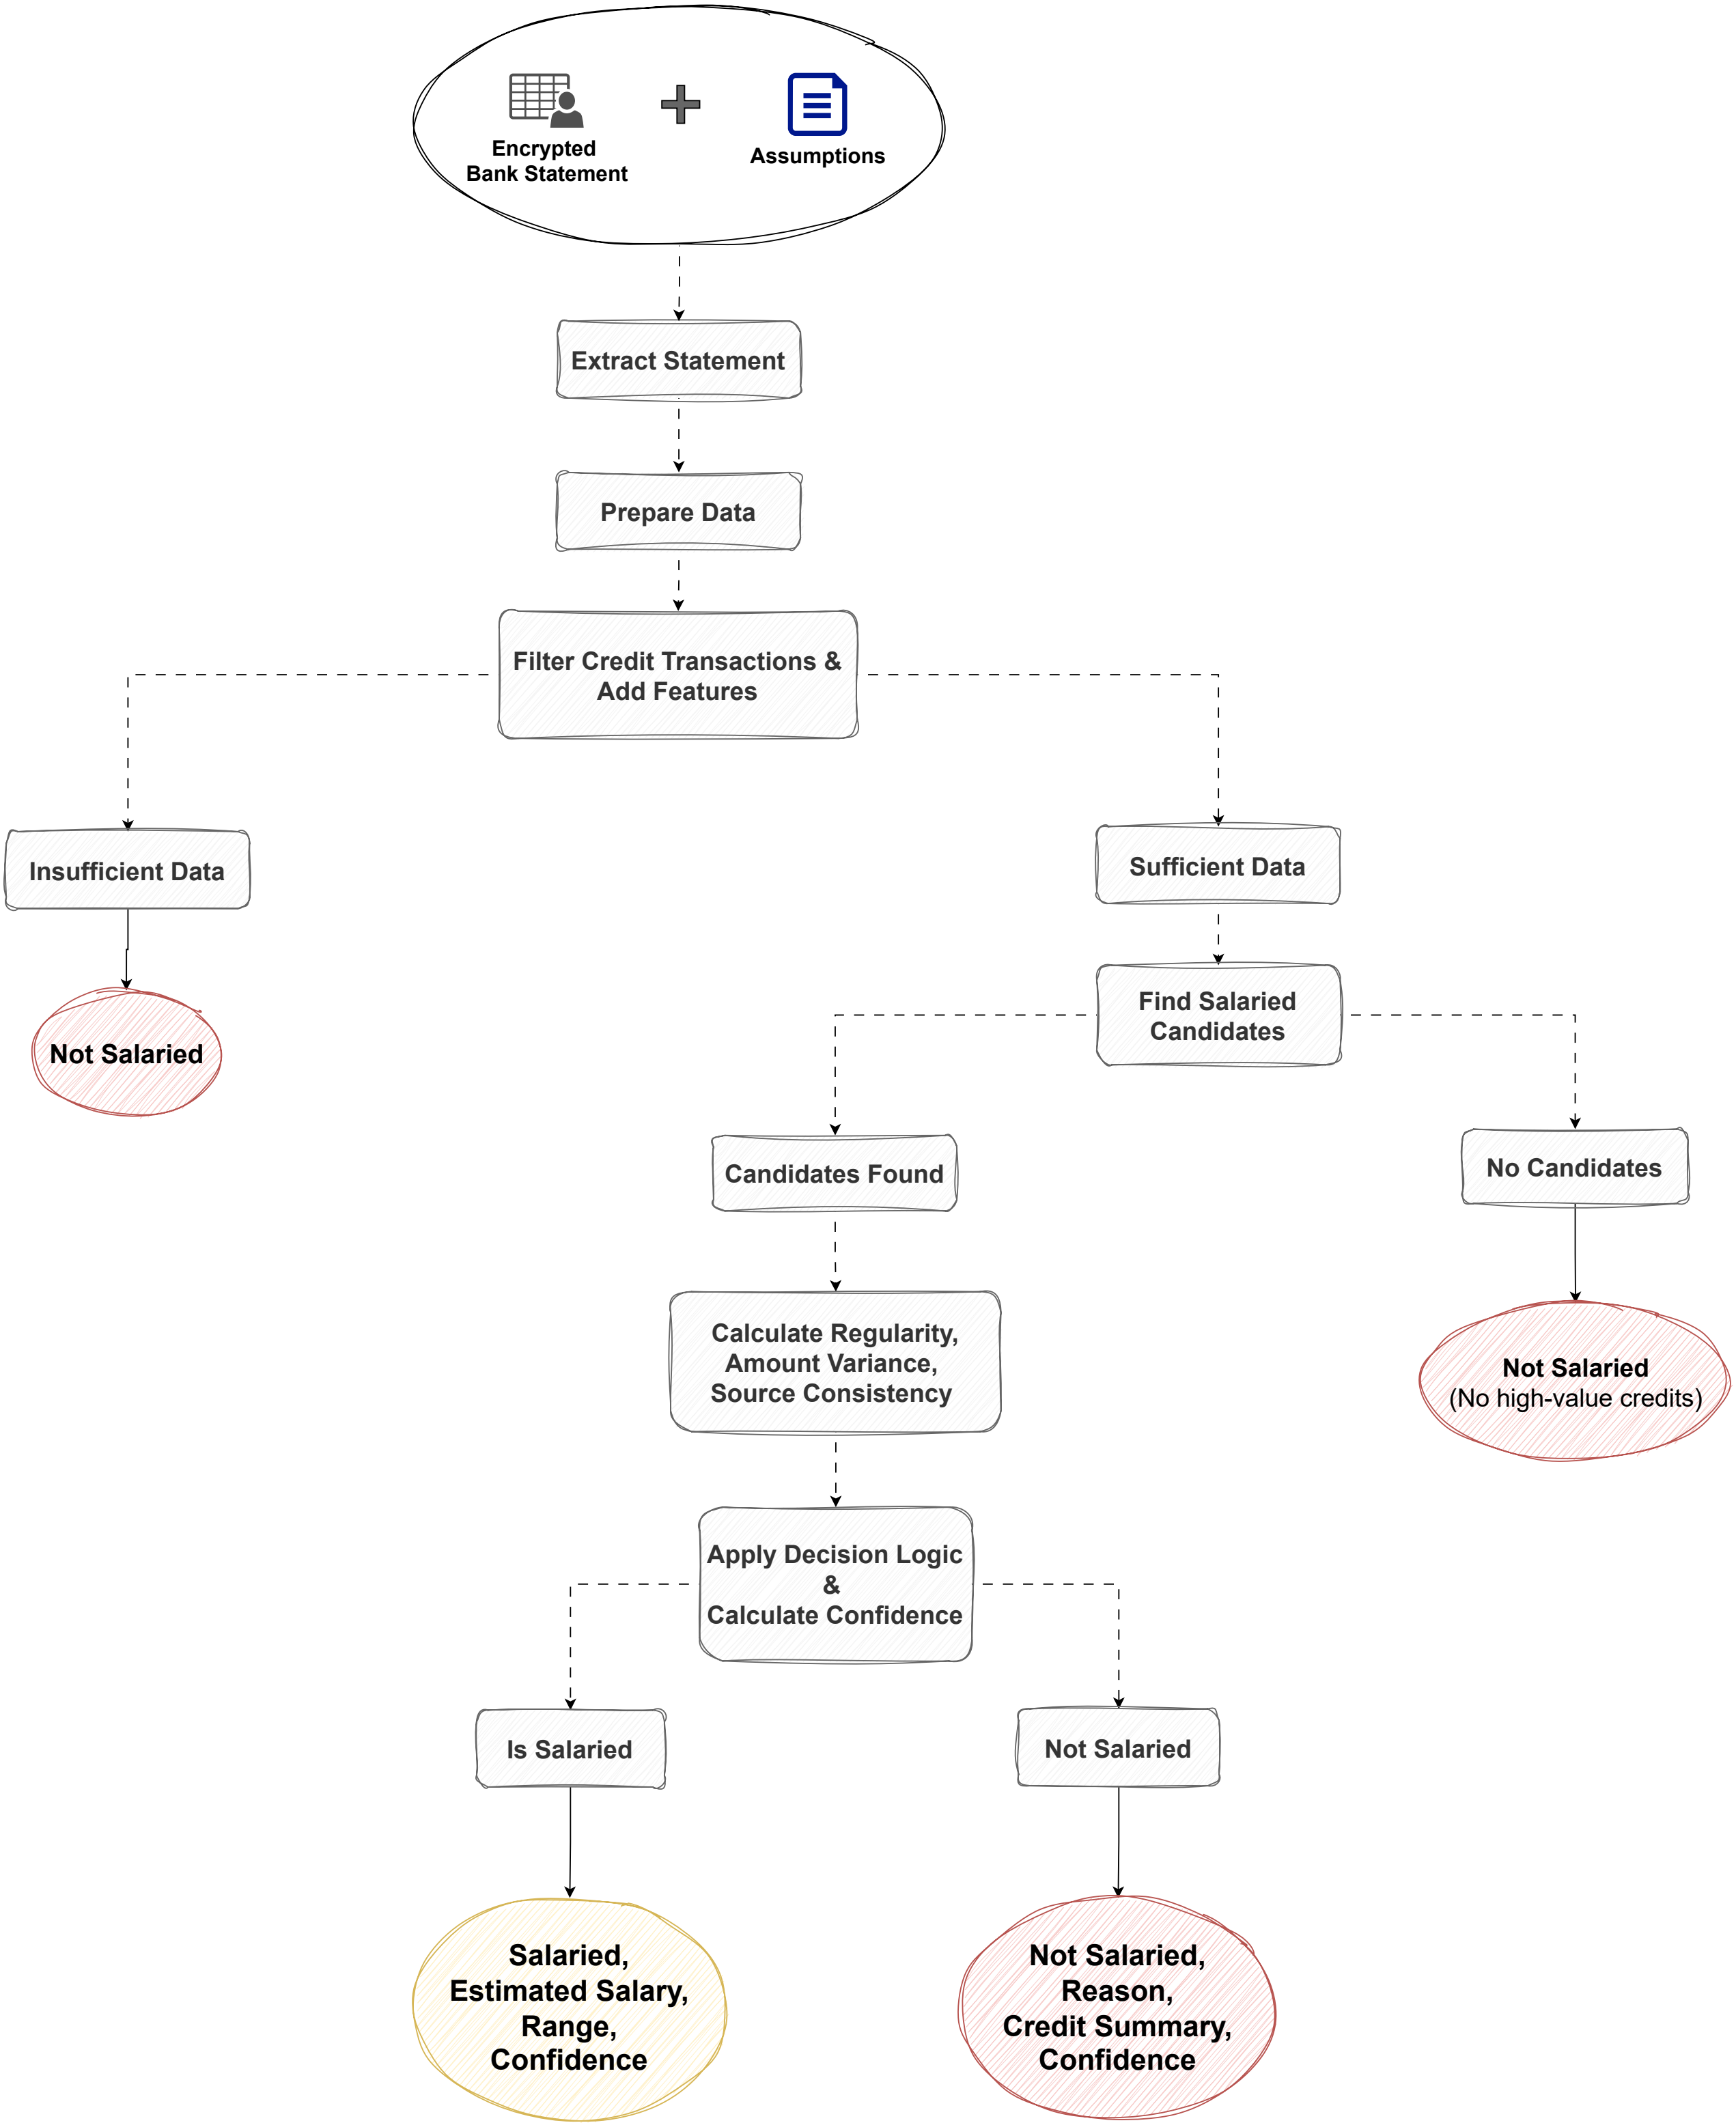 Encrypted
Bank Statement
Assumptions
Extract Statement
Prepare Data
Filter Credit Transactions &
Add Features
Insufficient Data
Sufficient Data
Not Salaried
Find Salaried
Candidates
Candidates Found
No Candidates
Calculate Regularity,
Amount Variance,
Source Consistency
Not Salaried
(No high-value credits)
Apply Decision Logic
&
Calculate Confidence
Is Salaried
Not Salaried
Salaried,
Estimated Salary,
Range,
Confidence
Not Salaried,
Reason,
Credit Summary,
Confidence